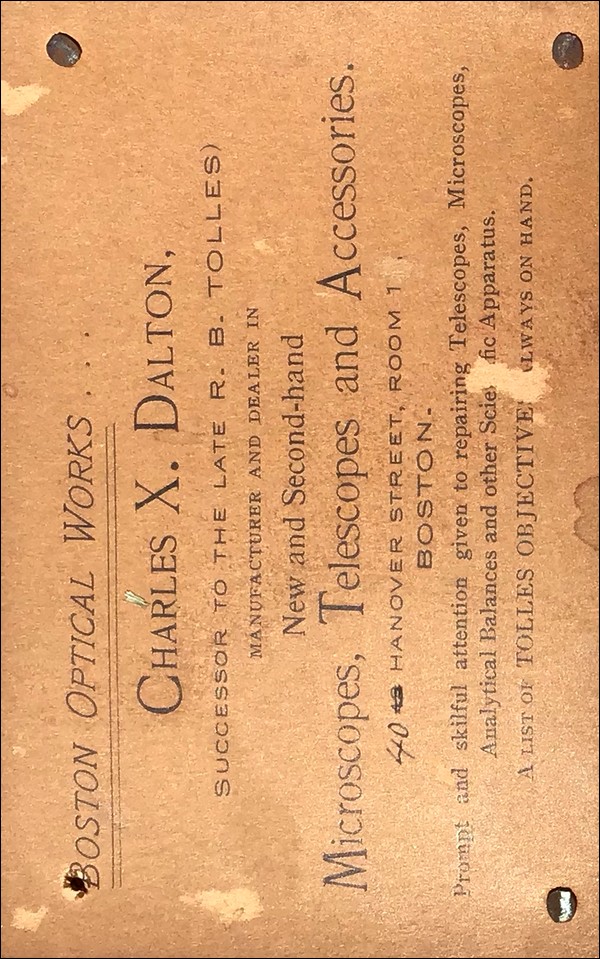 BOSTON OPTICAL WORKS . . .
CHARLES X. DALTON,
SUCCESSOR TO THE LATE R. B. TOLLES)
MANUFACTURER AND DEALER IN
New and Second-hand
Microscopes, Telescopes and Accessories.
40 HANOVER STREET, ROOM 1,
BOSTON.
Prompt and skilful attention given to repairing Telescopes, Microscopes,
Analytical Balances and other Scie fic Apparatus.
A LIST OF TOLLES OBJECTIVE LWAYS ON HAND.